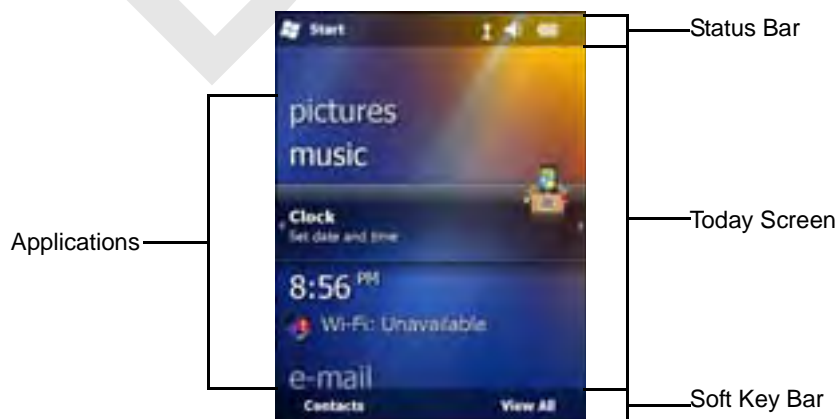 Start
Status Bar
pictures
music
Clock
Set date and time
Applications
Today Screen
8:56 PM
Wi-Fi: Unavailable
e-mail
Contacts
View All
Soft Key Bar